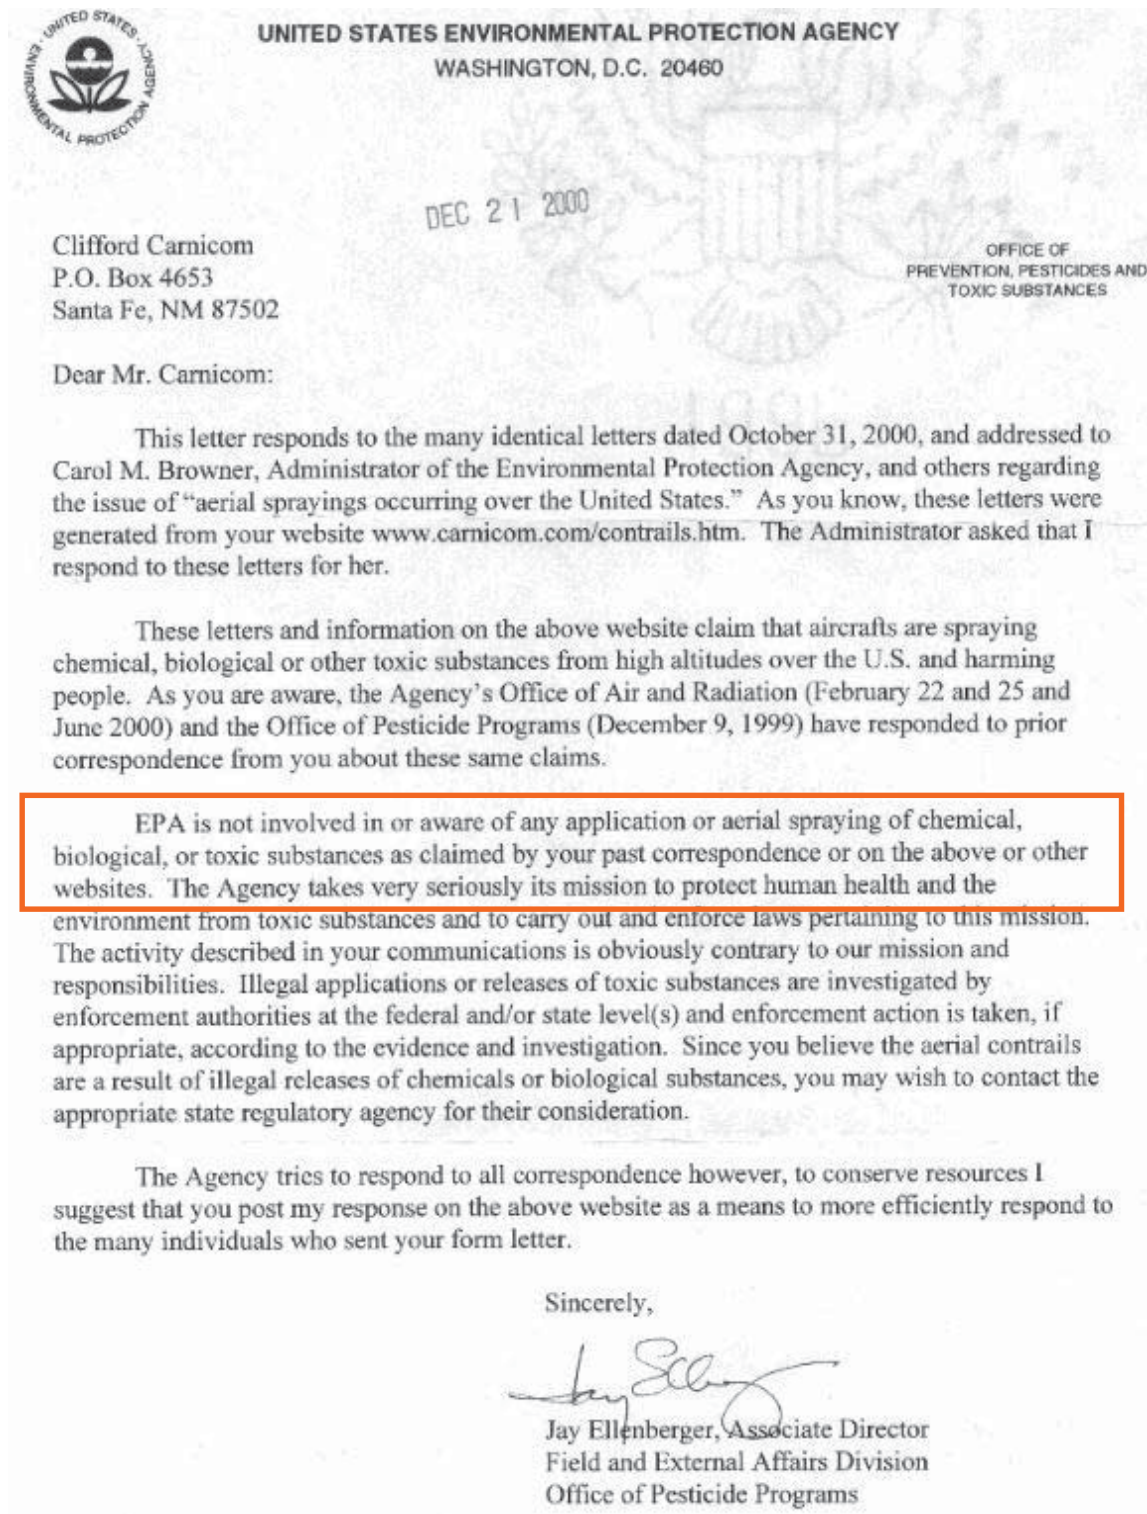 UNITED STATES ENVIRONMENTAL PROTECTION AGENCY
WASHINGTON, D.C. 20460
UNITED STATES · ENVIRONMENTAL PROTECTION AGENCY ·
DEC 21 2000
Clifford Carnicom
P.O. Box 4653
Santa Fe, NM 87502
OFFICE OF
PREVENTION, PESTICIDES AND
TOXIC SUBSTANCES
Dear Mr. Carnicom:
This letter responds to the many identical letters dated October 31, 2000, and addressed to
Carol M. Browner, Administrator of the Environmental Protection Agency, and others regarding
the issue of “aerial sprayings occurring over the United States.” As you know, these letters were
generated from your website www.carnicom.com/contrails.htm. The Administrator asked that I
respond to these letters for her.
These letters and information on the above website claim that aircrafts are spraying
chemical, biological or other toxic substances from high altitudes over the U.S. and harming
people. As you are aware, the Agency's Office of Air and Radiation (February 22 and 25 and
June 2000) and the Office of Pesticide Programs (December 9, 1999) have responded to prior
correspondence from you about these same claims.
EPA is not involved in or aware of any application or aerial spraying of chemical,
biological, or toxic substances as claimed by your past correspondence or on the above or other
websites. The Agency takes very seriously its mission to protect human health and the
environment from toxic substances and to carry out and enforce laws pertaining to this mission.
The activity described in your communications is obviously contrary to our mission and
responsibilities. Illegal applications or releases of toxic substances are investigated by
enforcement authorities at the federal and/or state level(s) and enforcement action is taken, if
appropriate, according to the evidence and investigation. Since you believe the aerial contrails
are a result of illegal releases of chemicals or biological substances, you may wish to contact the
appropriate state regulatory agency for their consideration.
The Agency tries to respond to all correspondence however, to conserve resources I
suggest that you post my response on the above website as a means to more efficiently respond to
the many individuals who sent your form letter.
Sincerely,
Jay Ellenberger, Associate Director
Field and External Affairs Division
Office of Pesticide Programs